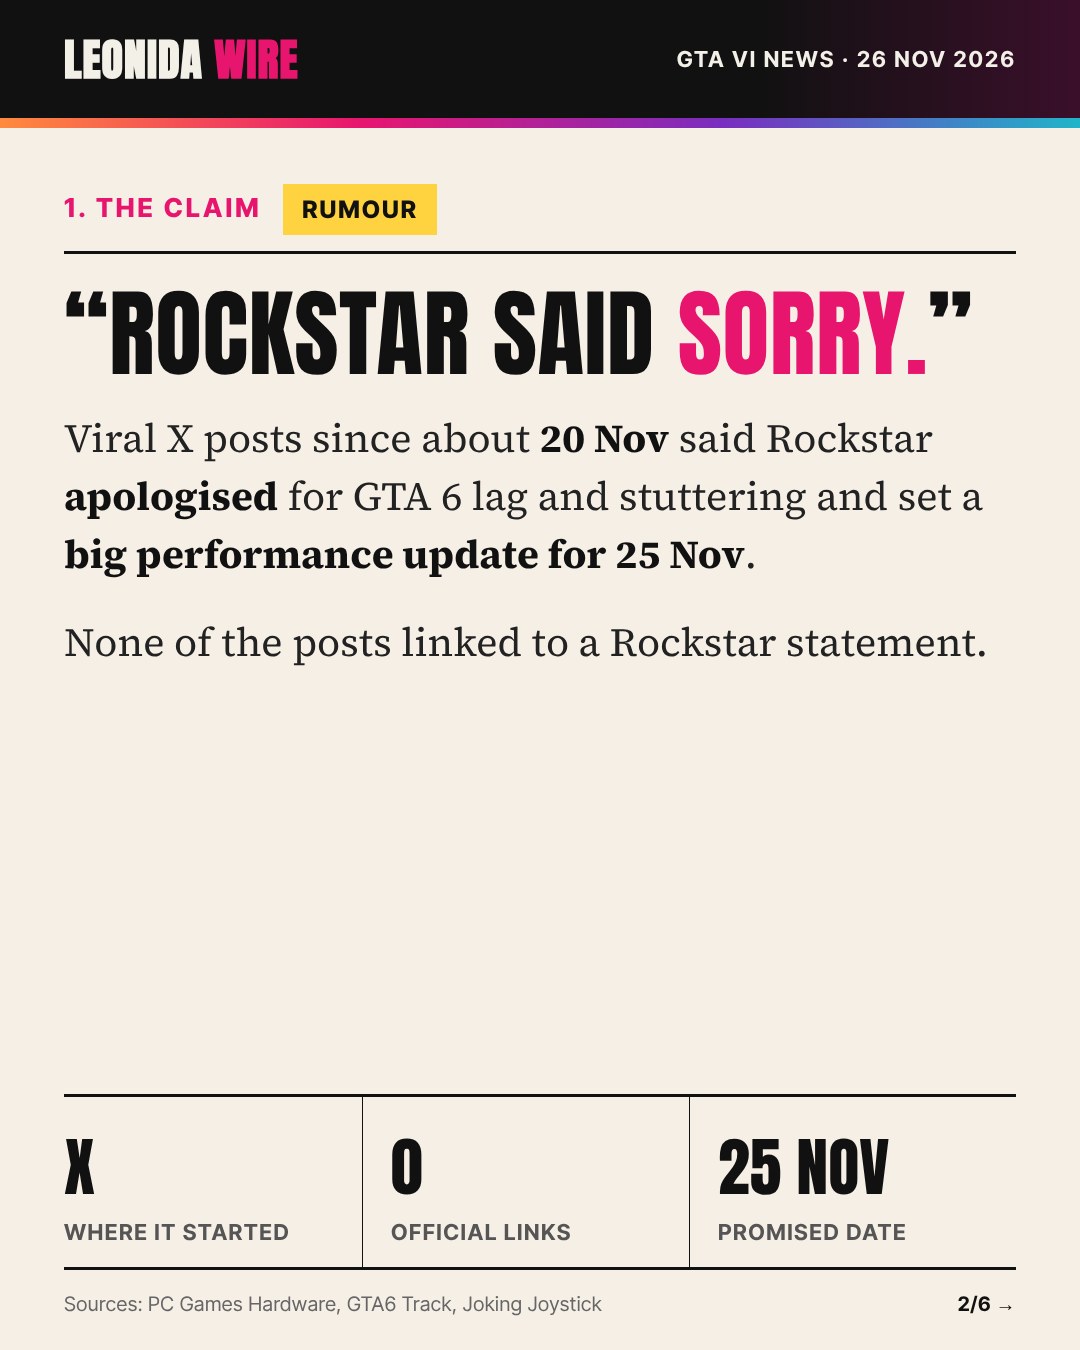 LEONIDA WIRE
GTA VI NEWS · 26 NOV 2026
1. THE CLAIM
RUMOUR
“ROCKSTAR SAID SORRY.”
Viral X posts since about 20 Nov said Rockstar
apologised for GTA 6 lag and stuttering and set a
big performance update for 25 Nov.
None of the posts linked to a Rockstar statement.
X
WHERE IT STARTED
0
OFFICIAL LINKS
25 NOV
PROMISED DATE
Sources: PC Games Hardware, GTA6 Track, Joking Joystick
2/6 →